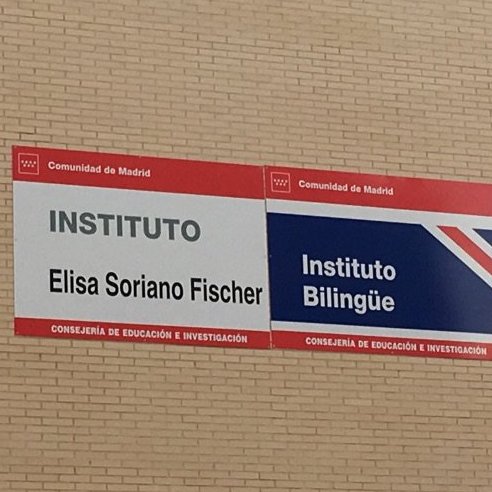 Comunidad de Madrid
INSTITUTO
Elisa Soriano Fischer
CONSEJERÍA DE EDUCACIÓN E INVESTIGACIÓN
Comunidad de Madrid
Instituto
Bilingüe
CONSEJERÍA DE EDUCACIÓN E INVESTIGACIÓN